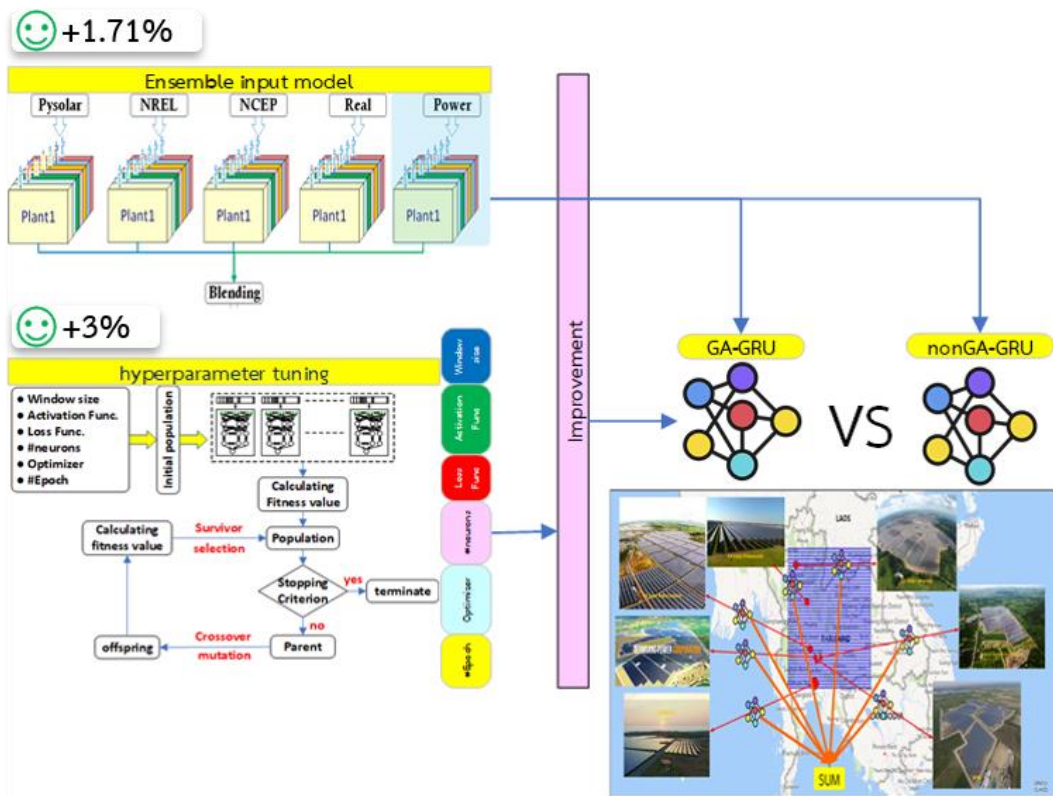 +1.71%
Ensemble input model
Pysolar
NREL
NCEP
Real
Power
Plant1
Plant1
Plant1
Plant1
Plant1
Blending
+3%
hyperparameter tuning
● Window size
● Activation Func.
● Loss Func.
● #neurons
● Optimizer
● #Epoch
Initial population
Calculating
Fitness value
Calculating
fitness value
Survivor
selection
Population
Stopping
Criterion
yes
terminate
no
offspring
Crossover
mutation
Parent
Window
size
Activation
Func
Loss
Func
#neurons
Optimizer
#Epoch
Improvement
GA-GRU
nonGA-GRU
VS
LAOS
THAILAND
SUM